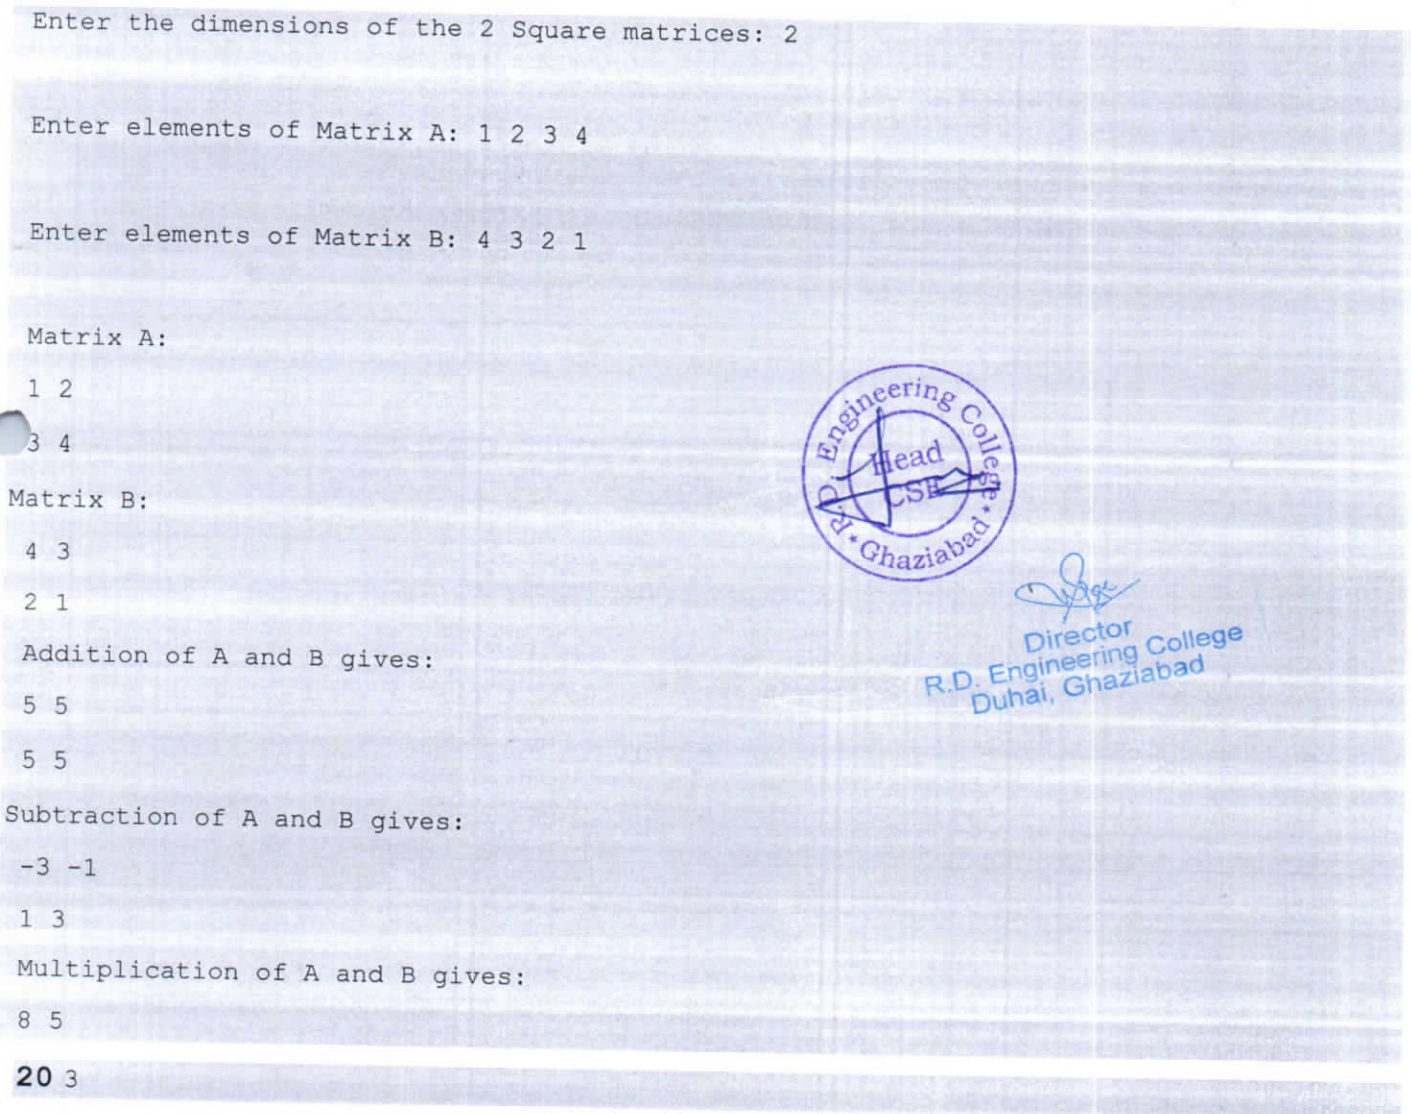 Enter the dimensions of the 2 Square matrices: 2
Enter elements of Matrix A: 1 2 3 4
Enter elements of Matrix B: 4 3 2 1
Matrix A:
1 2
3 4
Matrix B:
4 3
2 1
Addition of A and B gives:
5 5
5 5
Subtraction of A and B gives:
-3 -1
1 3
Multiplication of A and B gives:
8 5
20 3
R.D. Engineering College
* Ghaziabad *
Head
CSE
Director
R.D. Engineering College
Duhai, Ghaziabad